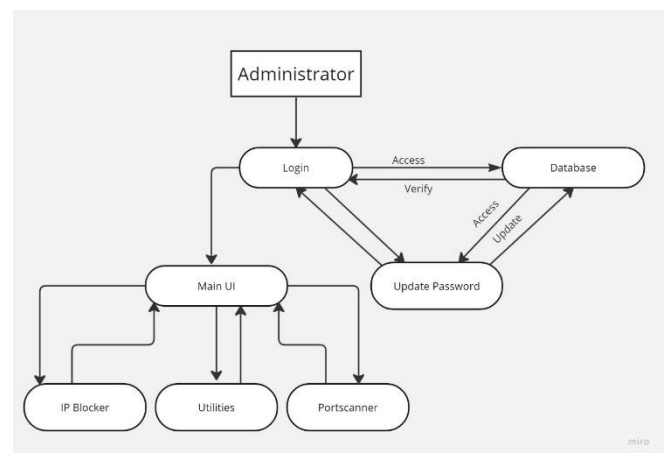 Administrator
Login
Access
Database
Verify
Access
Update
Main UI
Update Password
IP Blocker
Utilities
Portscanner
miro